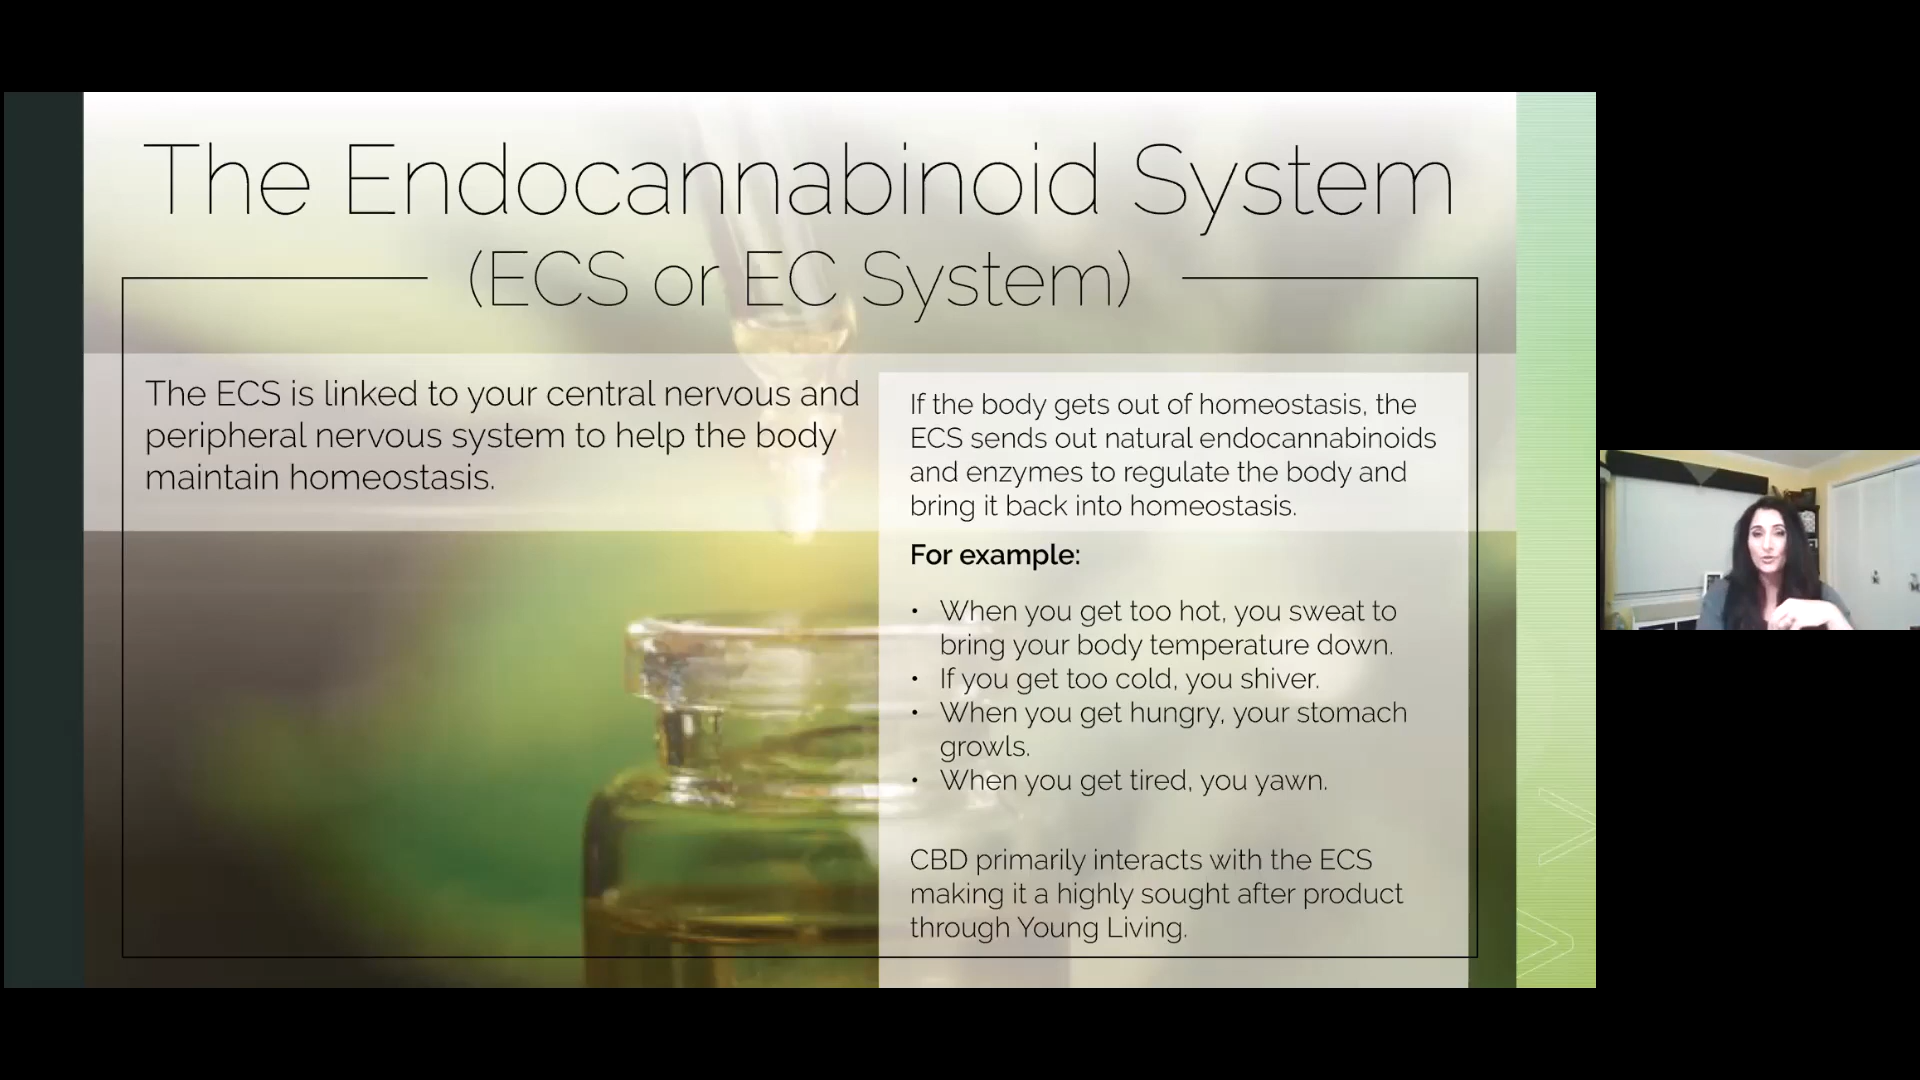 The Endocannabinoid System
(ECS or EC System)
The ECS is linked to your central nervous and
peripheral nervous system to help the body
maintain homeostasis.
If the body gets out of homeostasis, the
ECS sends out natural endocannabinoids
and enzymes to regulate the body and
bring it back into homeostasis.
For example:
• When you get too hot, you sweat to
bring your body temperature down.
• If you get too cold, you shiver.
• When you get hungry, your stomach
growls.
• When you get tired, you yawn.
CBD primarily interacts with the ECS
making it a highly sought after product
through Young Living.